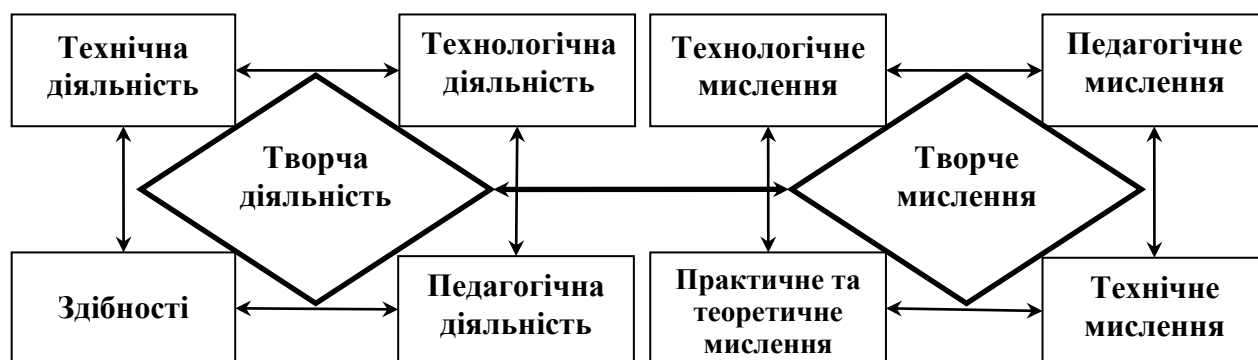 Технічна
діяльність
Технологічна
діяльність
Технологічне
мислення
Педагогічне
мислення
Творча
діяльність
Творче
мислення
Здібності
Педагогічна
діяльність
Практичне та
теоретичне
мислення
Технічне
мислення